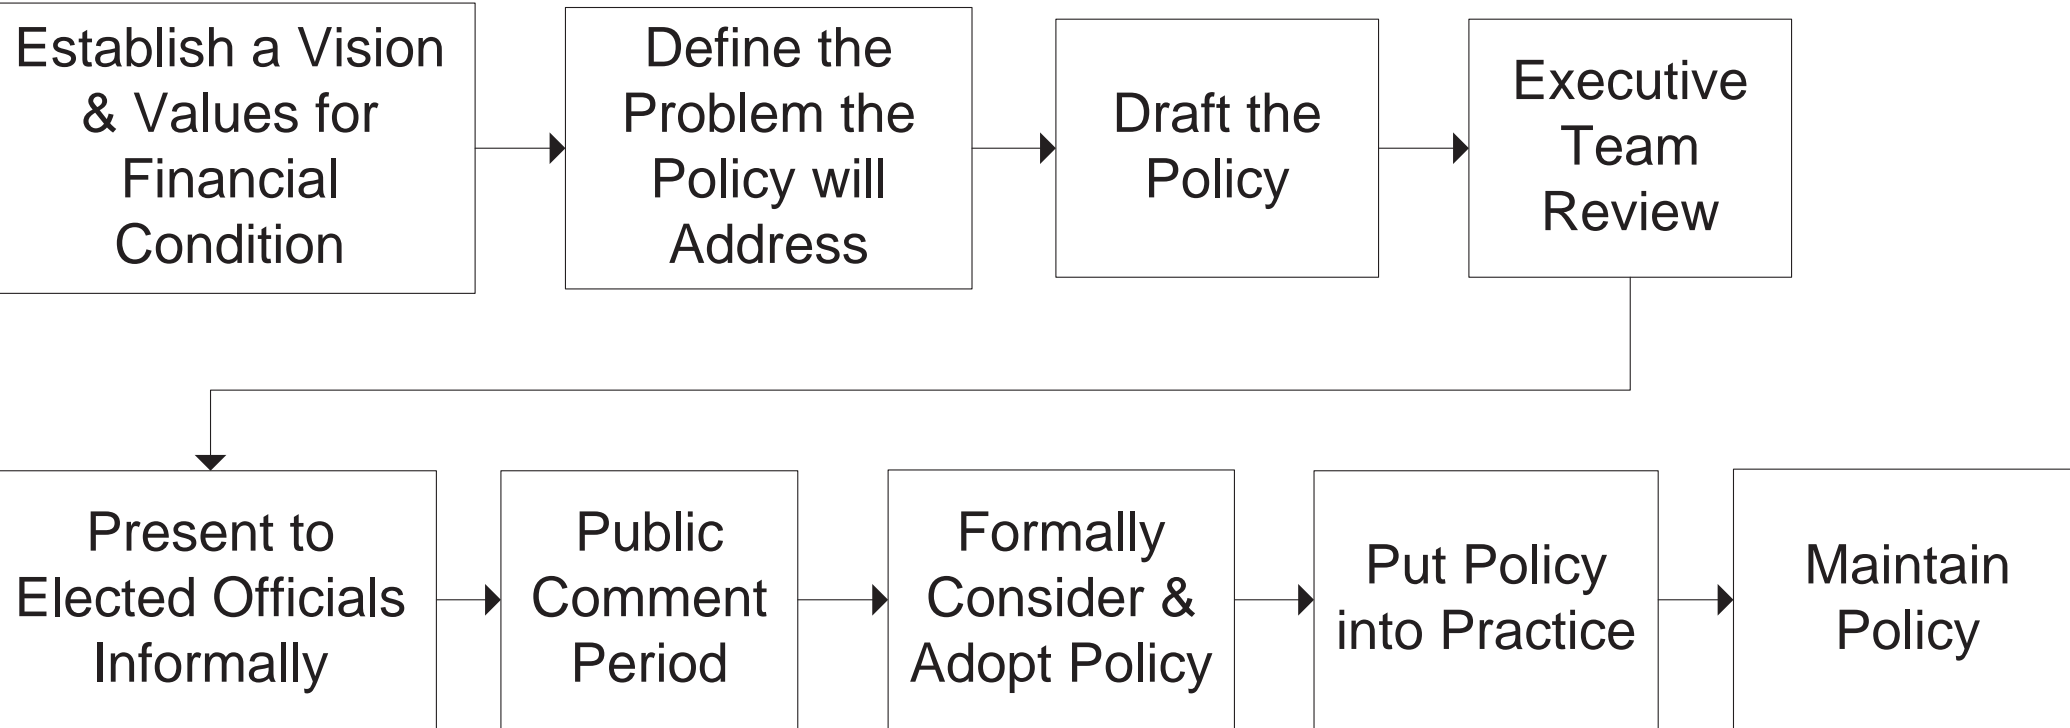 Establish a Vision
& Values for
Financial
Condition
Define the
Problem the
Policy will
Address
Draft the
Policy
Executive
Team
Review
Present to
Elected Officials
Informally
Public
Comment
Period
Formally
Consider &
Adopt Policy
Put Policy
into Practice
Maintain
Policy